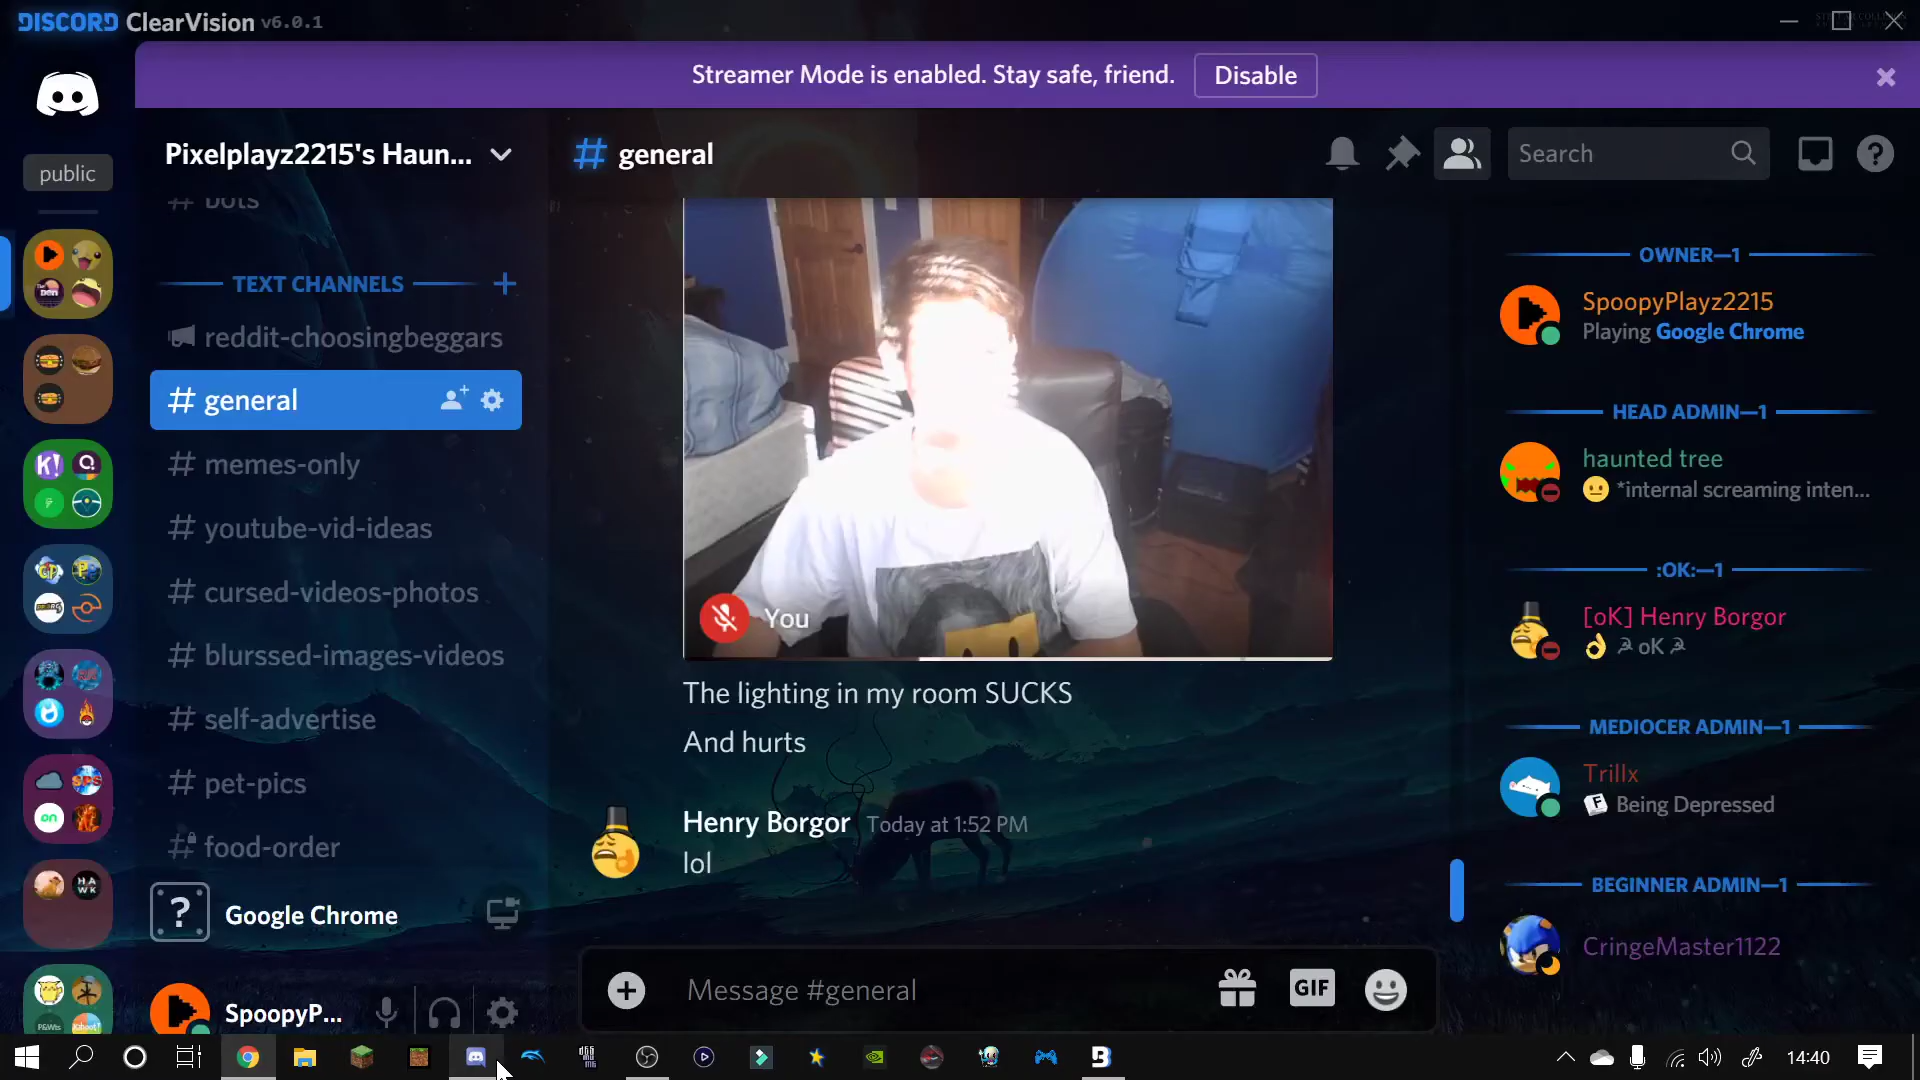 DISCORD ClearVision v6.0.1
Streamer Mode is enabled. Stay safe, friend.
Disable
public
Pixelplayz2215's Haun...
general
Search
bots
TEXT CHANNELS
reddit-choosingbeggars
general
memes-only
youtube-vid-ideas
cursed-videos-photos
blurssed-images-videos
self-advertise
pet-pics
food-order
Google Chrome
SpoopyP...
You
The lighting in my room SUCKS
And hurts
Henry Borgor Today at 1:52 PM
lol
Message #general
GIF
OWNER—1
SpoopyPlayz2215
Playing Google Chrome
HEAD ADMIN—1
haunted tree
*internal screaming inten...
:OK:—1
[oK] Henry Borgor
oK
MEDIOCER ADMIN—1
Trillx
F Being Depressed
BEGINNER ADMIN—1
CringeMaster1122
K!
on
HAWK
14:40